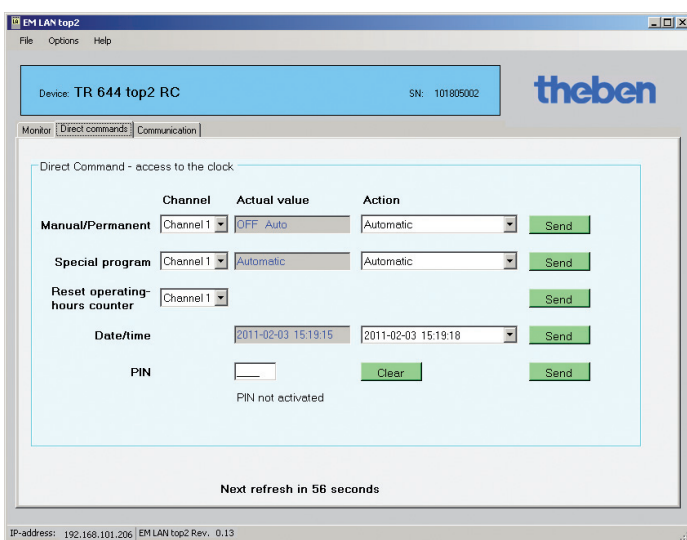 EM LAN top2
File Options Help
Device: TR 644 top2 RC SN: 101805002
theben
Monitor Direct commands Communication
Direct Command - access to the clock
Channel Actual value Action
Manual/Permanent Channel 1 OFF Auto Automatic Send
Special program Channel 1 Automatic Automatic Send
Reset operating-
hours counter Channel 1 Send
Date/time 2011-02-03 15:19:15 2011-02-03 15:19:18 Send
PIN ____ Clear Send
PIN not activated
Next refresh in 56 seconds
IP-address: 192.168.101.206 EM LAN top2 Rev. 0.13